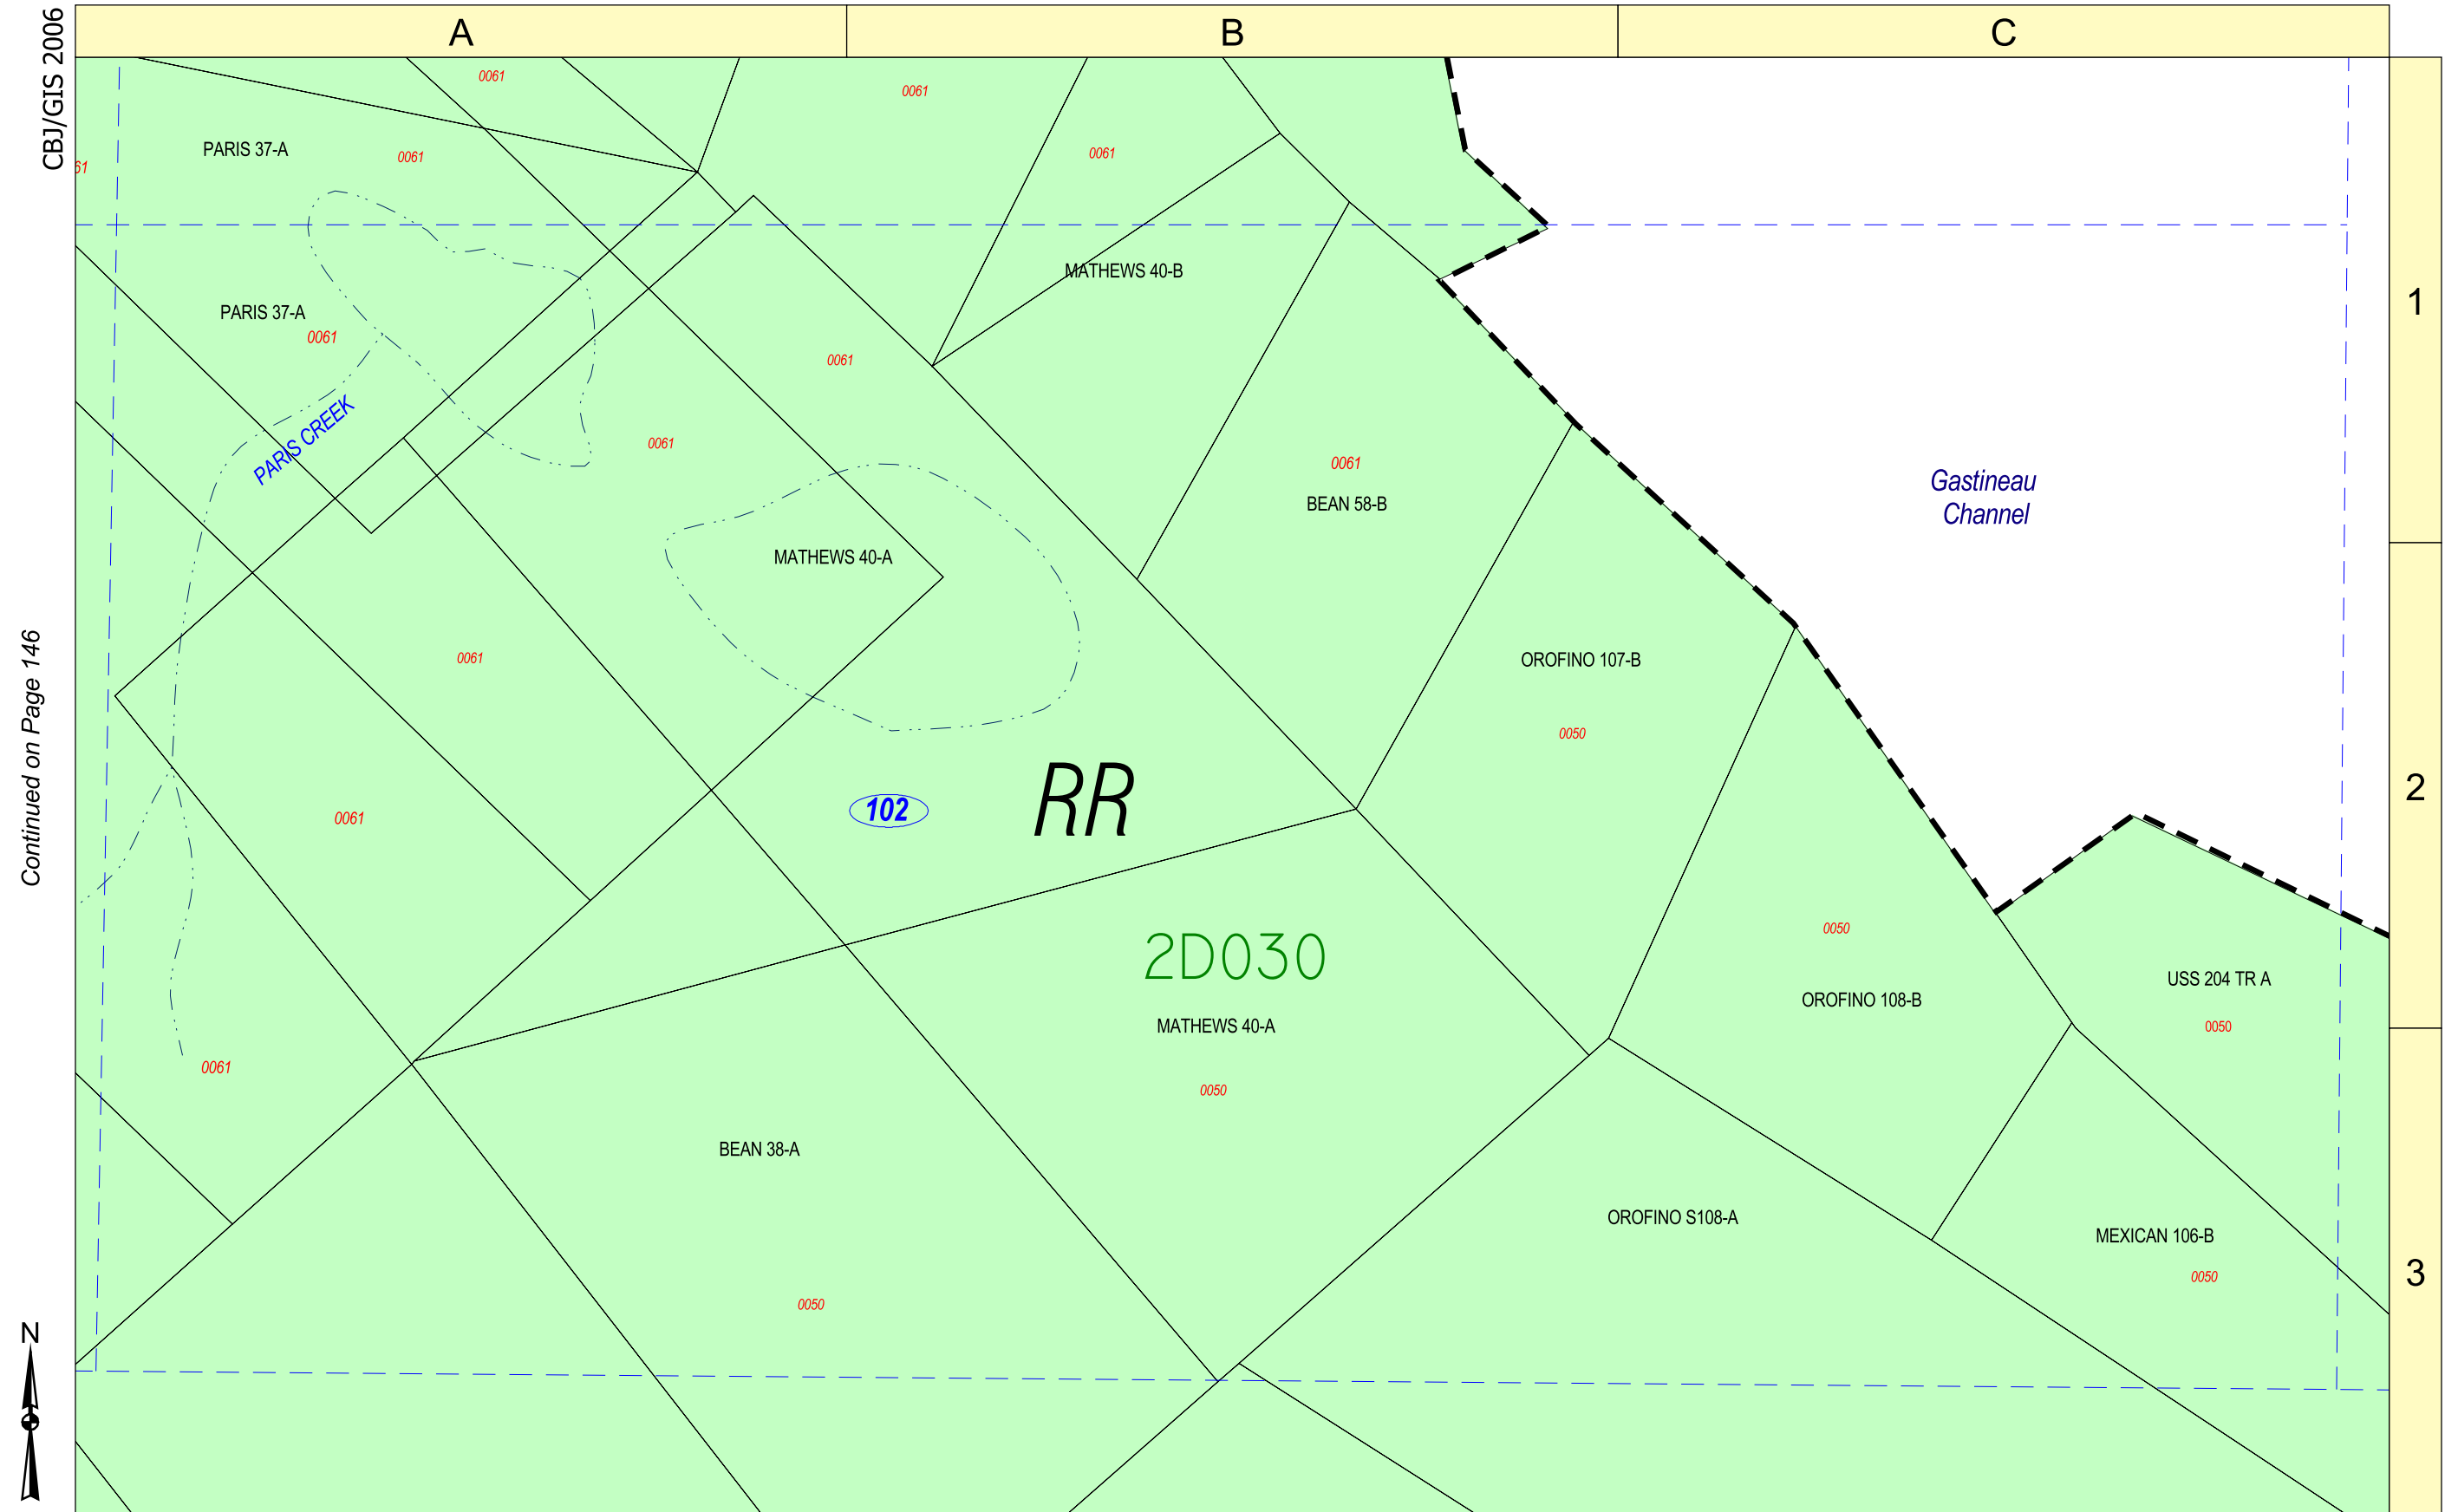 A
B
C
CBJ/GIS 2006
0061
0061
PARIS 37-A
0061
0061
61
MATHEWS 40-B
PARIS 37-A
0061
1
0061
PARIS CREEK
0061
0061
Gastineau
Channel
BEAN 58-B
MATHEWS 40-A
Continued on Page 146
0061
OROFINO 107-B
0050
RR
102
2
0061
0050
2D030
USS 204 TR A
OROFINO 108-B
MATHEWS 40-A
0050
0061
0050
BEAN 38-A
OROFINO S108-A
MEXICAN 106-B
3
0050
0050
N